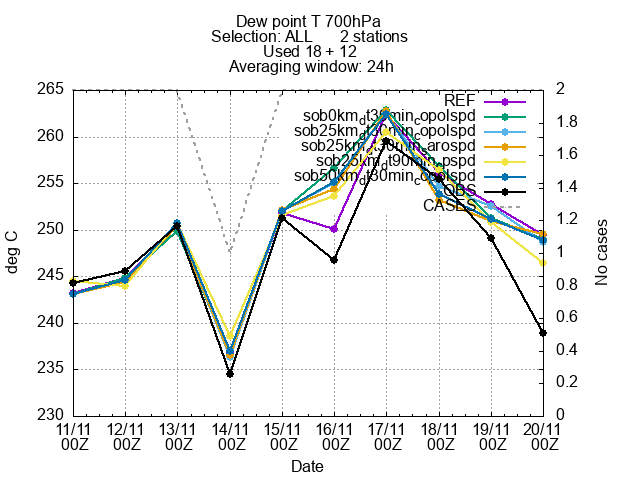 Dew point T 700hPa
Selection: ALL 2 stations
Used 18 + 12
Averaging window: 24h
265
260
255
250
245
240
235
230
deg C
2
1.8
1.6
1.4
1.2
1
0.8
0.6
0.4
0.2
0
No cases
REF
OBS
CASES
11/11 12/11 13/11 14/11 15/11 16/11 17/11 18/11 19/11 20/11
00Z 00Z 00Z 00Z 00Z 00Z 00Z 00Z 00Z 00Z
Date